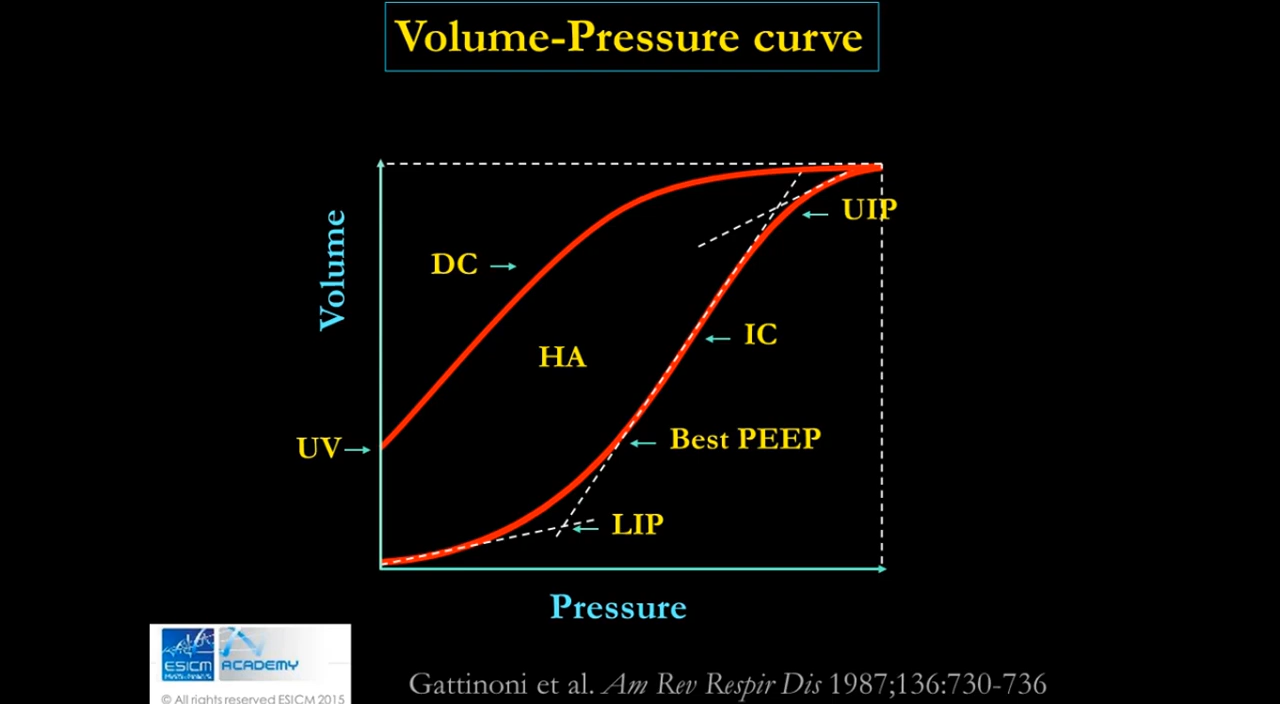 Volume-Pressure curve
Volume
UIP
DC
IC
HA
Best PEEP
UV
LIP
Pressure
ESICM ACADEMY
© All rights reserved ESICM 2015
Gattinoni et al. Am Rev Respir Dis 1987;136:730-736